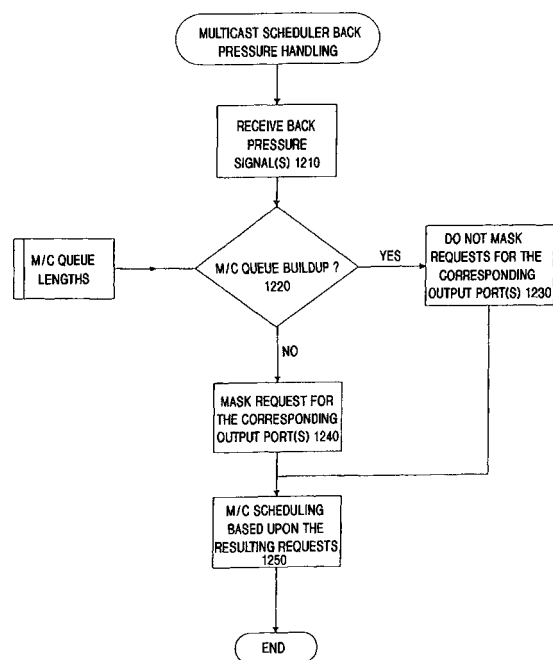 MULTICAST SCHEDULER BACK
PRESSURE HANDLING
RECEIVE BACK
PRESSURE
SIGNAL(S) 1210
M/C QUEUE
LENGTHS
M/C QUEUE BUILDUP ?
1220
YES
DO NOT MASK
REQUESTS FOR THE
CORRESPONDING
OUTPUT PORT(S) 1230
NO
MASK REQUEST FOR
THE CORRESPONDING
OUTPUT PORT(S) 1240
M/C SCHEDULING
BASED UPON THE
RESULTING REQUESTS
1250
END